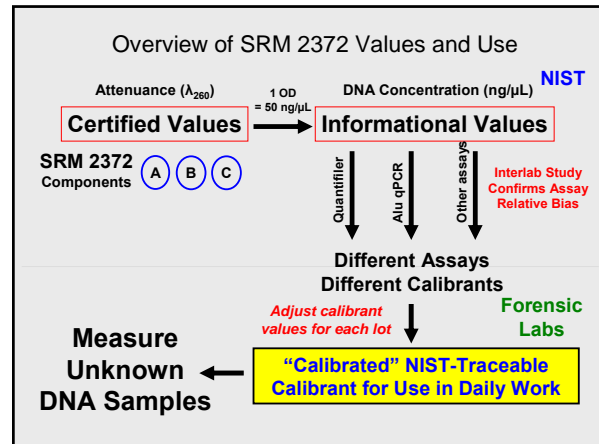 Overview of SRM 2372 Values and Use
Attenuance (λ260)
1 OD
= 50 ng/µL
DNA Concentration (ng/µL)
NIST
Certified Values
Informational Values
SRM 2372
Components
A
B
C
Quantifiler
Alu qPCR
Other assays
Interlab Study
Confirms Assay
Relative Bias
Different Assays
Different Calibrants
Adjust calibrant
values for each lot
Forensic
Labs
Measure
Unknown
DNA Samples
“Calibrated” NIST-Traceable
Calibrant for Use in Daily Work